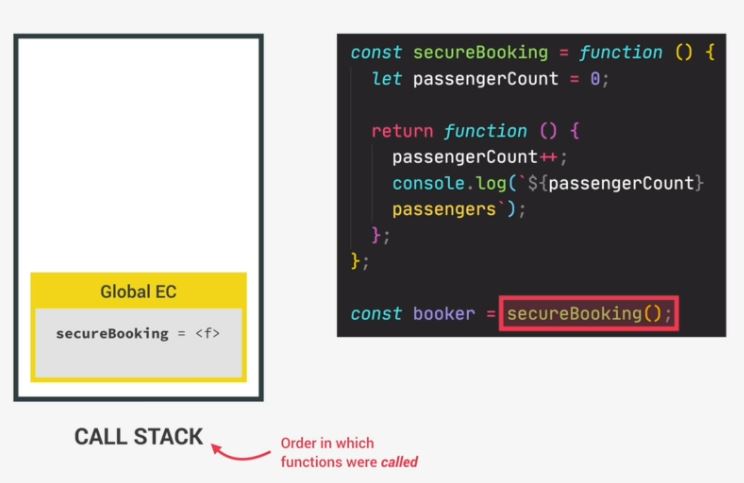 Global EC
secureBooking = <f>
CALL STACK
Order in which
functions were called
const secureBooking = function () {
let passengerCount = 0;
return function () {
passengerCount++;
console.log(`${passengerCount}
passengers`);
};
};
const booker = secureBooking();